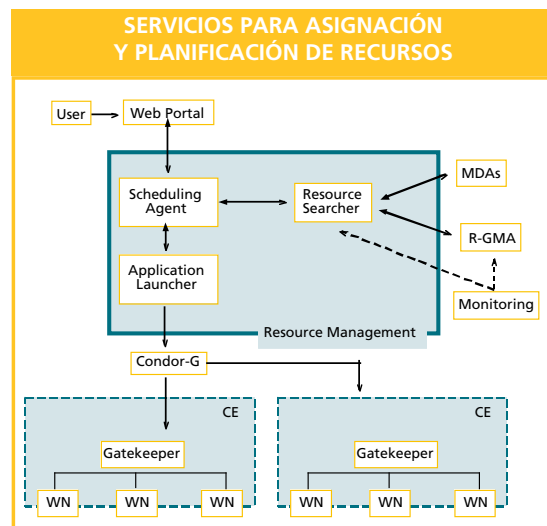 SERVICIOS PARA ASIGNACIÓN
Y PLANIFICACIÓN DE RECURSOS
User
Web Portal
Scheduling
Agent
Resource
Searcher
MDAs
R-GMA
Application
Launcher
Monitoring
Resource Management
Condor-G
CE
CE
Gatekeeper
Gatekeeper
WN
WN
WN
WN
WN
WN